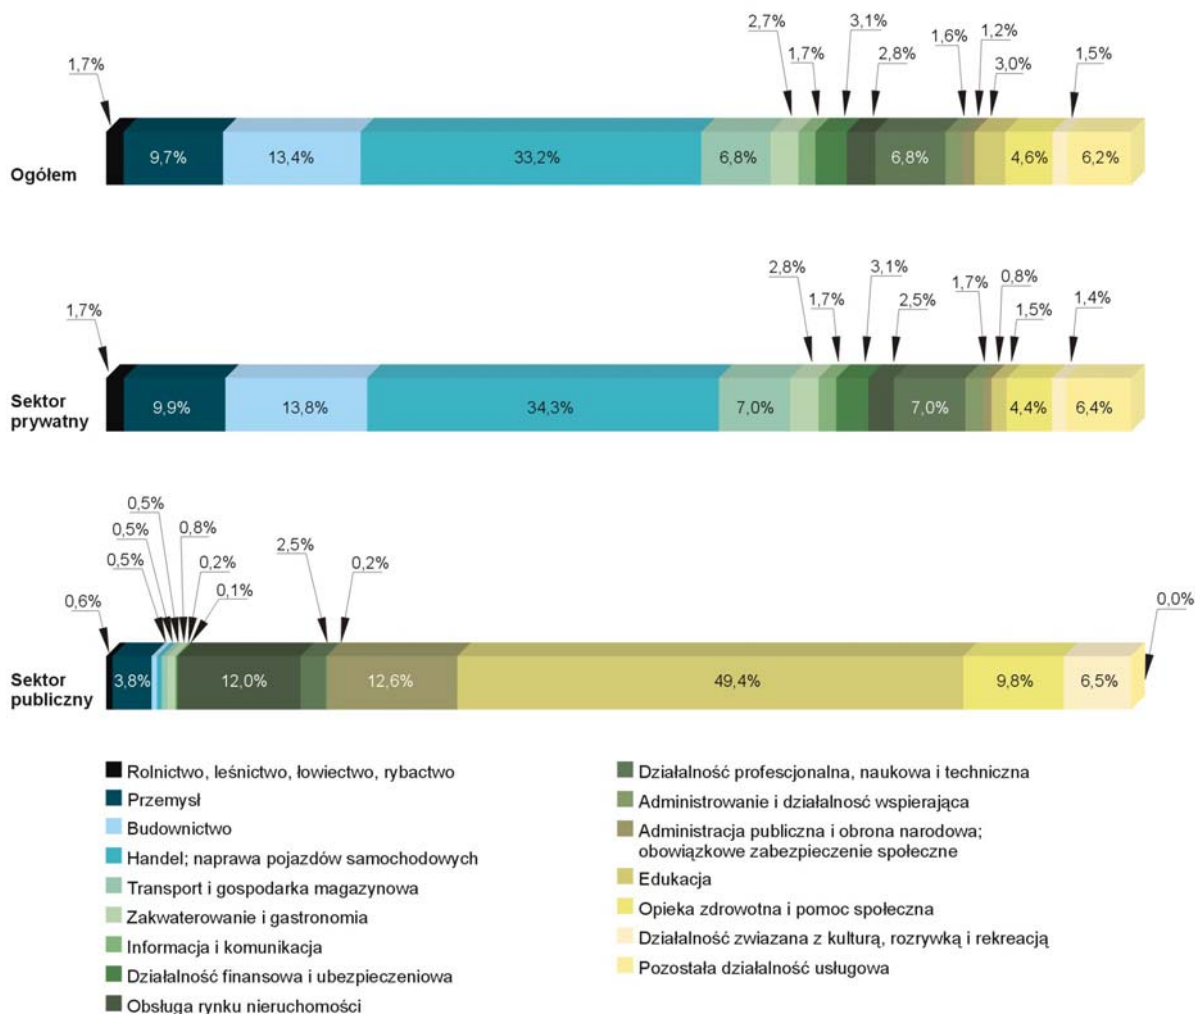 2,7%
3,1%
1,6%
1,2%
1,7%
1,7%
2,8%
3,0%
1,5%
Ogółem
9,7%
13,4%
33,2%
6,8%
6,8%
4,6%
6,2%
2,8%
3,1%
1,7%
0,8%
1,7%
1,7%
2,5%
1,5%
1,4%
Sektor
prywatny
9,9%
13,8%
34,3%
7,0%
7,0%
4,4%
6,4%
0,5%
0,5%
0,8%
0,5%
0,2%
2,5%
0,2%
0,6%
0,1%
0,0%
Sektor
publiczny
3,8%
12,0%
12,6%
49,4%
9,8%
6,5%
Rolnictwo, leśnictwo, łowiectwo, rybactwo
Przemysł
Budownictwo
Handel; naprawa pojazdów samochodowych
Transport i gospodarka magazynowa
Zakwaterowanie i gastronomia
Informacja i komunikacja
Działalność finansowa i ubezpieczeniowa
Obsługa rynku nieruchomości
Działalność profescjonalna, naukowa i techniczna
Administrowanie i działalnosć wspierająca
Administracja publiczna i obrona narodowa;
obowiązkowe zabezpieczenie społeczne
Edukacja
Opieka zdrowotna i pomoc społeczna
Działalność zwiazana z kulturą, rozrywką i rekreacją
Pozostała działalność usługowa